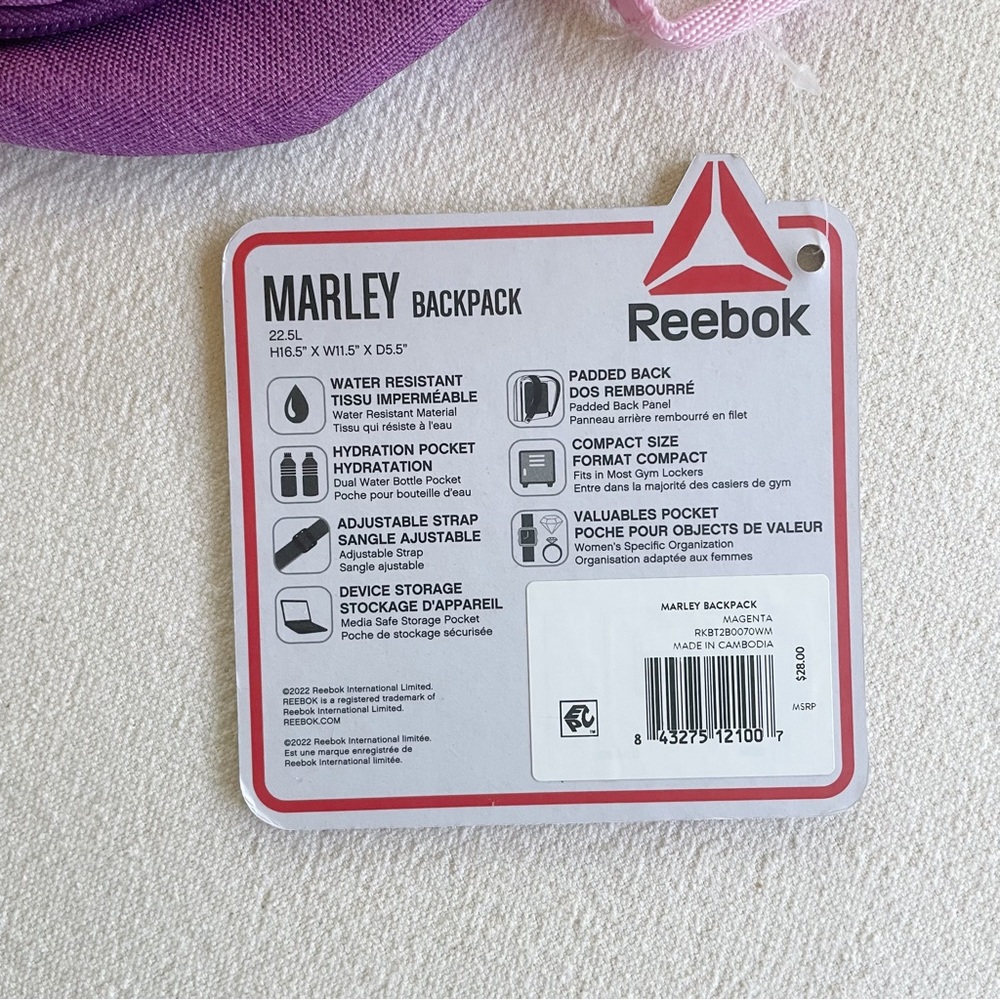 Reebok
MARLEY BACKPACK
22.5L
H16.5" X W11.5" X D5.5"
WATER RESISTANT
TISSU IMPERMÉABLE
Water Resistant Material
Tissu qui résiste à l'eau
HYDRATION POCKET
HYDRATATION
Dual Water Bottle Pocket
Poche pour bouteille d'eau
ADJUSTABLE STRAP
SANGLE AJUSTABLE
Adjustable Strap
Sangle ajustable
DEVICE STORAGE
STOCKAGE D'APPAREIL
Media Safe Storage Pocket
Poche de stockage sécurisée
PADDED BACK
DOS REMBOURRÉ
Padded Back Panel
Panneau arrière rembourré en filet
COMPACT SIZE
FORMAT COMPACT
Fits in Most Gym Lockers
Entre dans la majorité des casiers de gym
VALUABLES POCKET
POCHE POUR OBJECTS DE VALEUR
Women's Specific Organization
Organisation adaptée aux femmes
©2022 Reebok International Limited.
REEBOK is a registered trademark of
Reebok International Limited.
REEBOK.COM
©2022 Reebok International limitée.
Est une marque enregistrée de
Reebok International limitée.
MARLEY BACKPACK
MAGENTA
RKBT2B0070WM
MADE IN CAMBODIA
8 43275 12100 7
$28.00
MSRP
EPC™